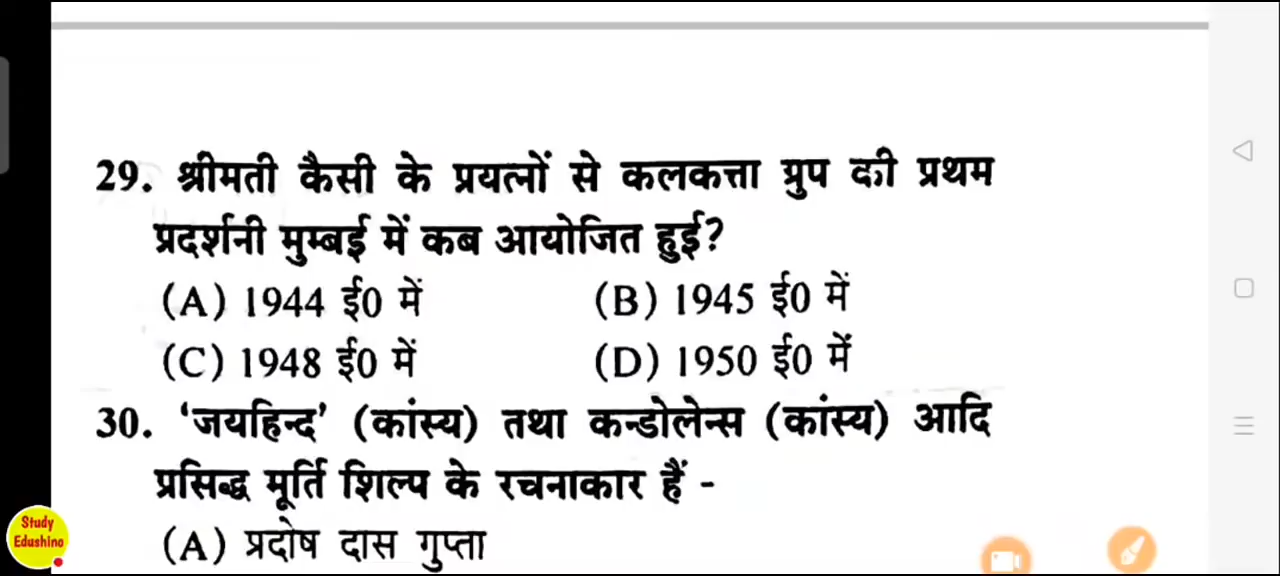 29. श्रीमती कैसी के प्रयत्नों से कलकत्ता ग्रुप की प्रथम
प्रदर्शनी मुम्बई में कब आयोजित हुई?
(A) 1944 ई0 में (B) 1945 ई0 में
(C) 1948 ई0 में (D) 1950 ई0 में
30. 'जयहिन्द' (कांस्य) तथा कन्डोलेन्स (कांस्य) आदि
प्रसिद्ध मूर्ति शिल्प के रचनाकार हैं -
(A) प्रदोष दास गुप्ता
Study
Edushine